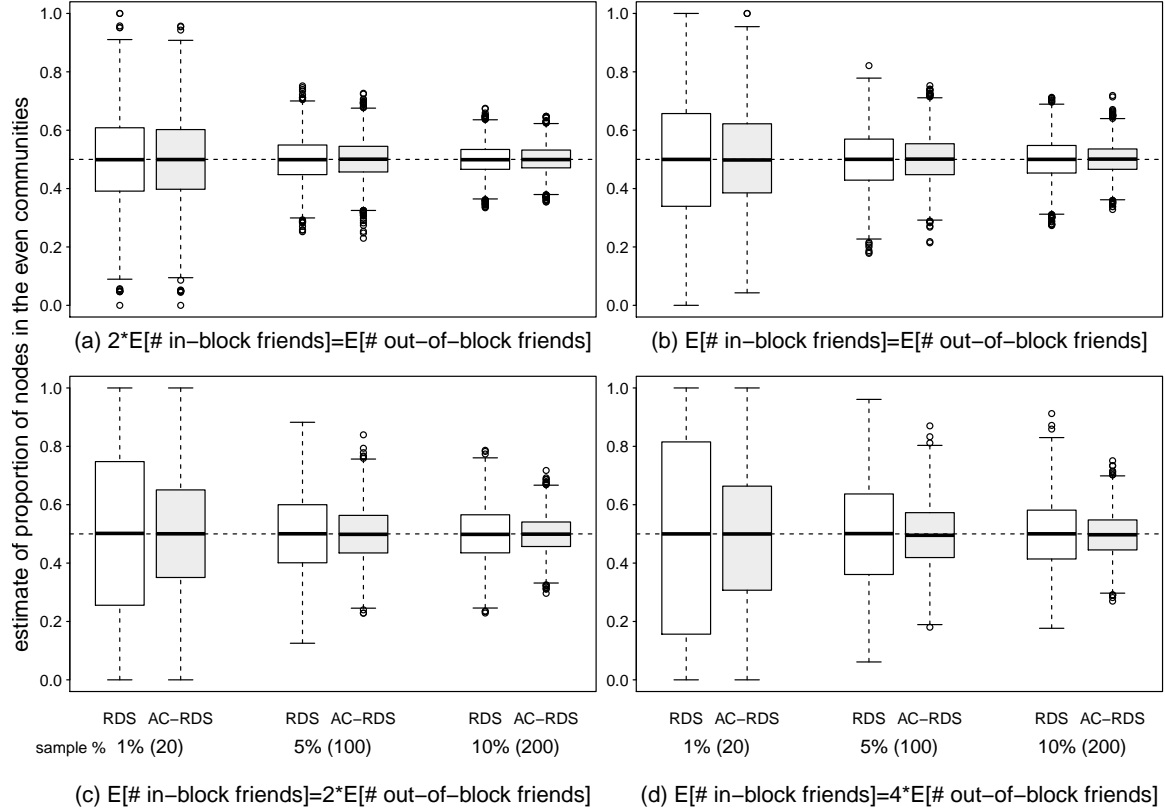 estimate of proportion of nodes in the even communities
1.0
0.8
0.6
0.4
0.2
0.0
(a) 2*E[# in−block friends]=E[# out−of−block friends]
1.0
0.8
0.6
0.4
0.2
0.0
(b) E[# in−block friends]=E[# out−of−block friends]
1.0
0.8
0.6
0.4
0.2
0.0
1.0
0.8
0.6
0.4
0.2
0.0
RDS AC−RDS RDS AC−RDS RDS AC−RDS
sample % 1% (20) 5% (100) 10% (200)
RDS AC−RDS RDS AC−RDS RDS AC−RDS
1% (20) 5% (100) 10% (200)
(c) E[# in−block friends]=2*E[# out−of−block friends]
(d) E[# in−block friends]=4*E[# out−of−block friends]